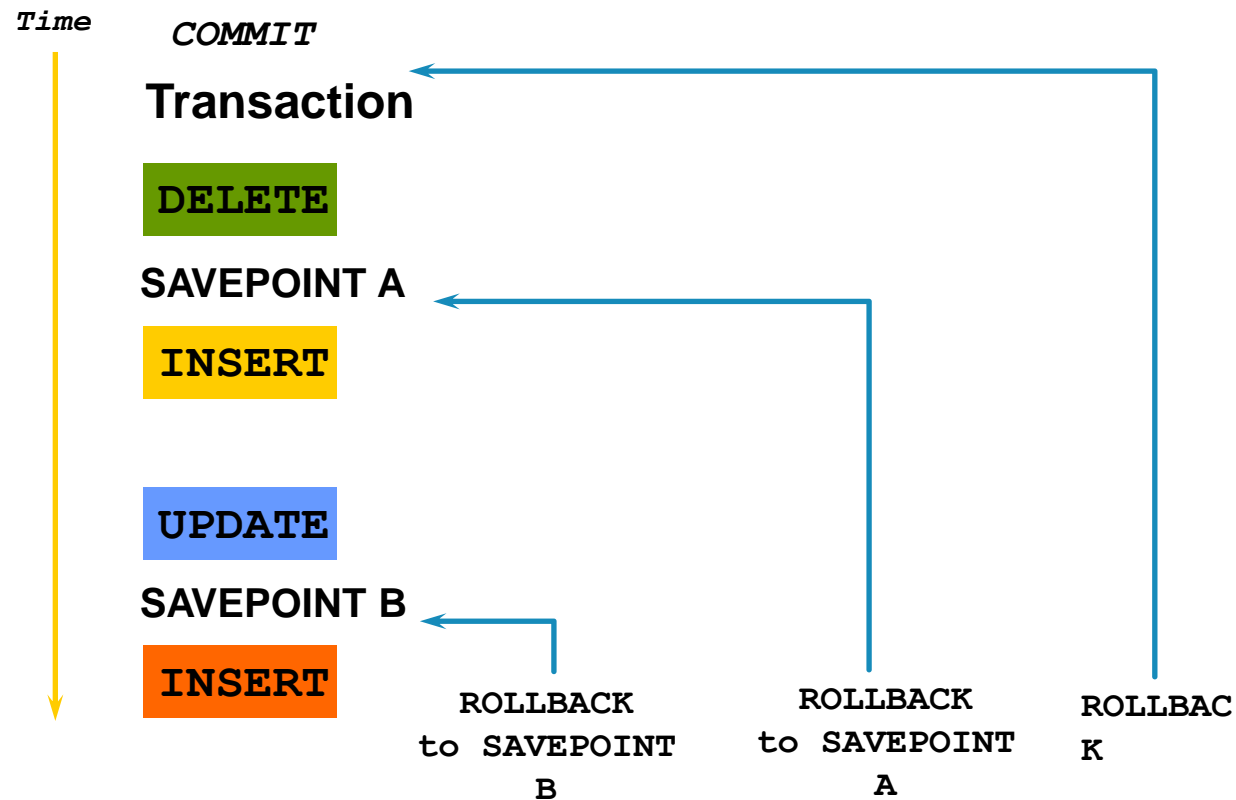 Time
COMMIT
Transaction
DELETE
SAVEPOINT A
INSERT
UPDATE
SAVEPOINT B
INSERT
ROLLBACK
to SAVEPOINT
B
ROLLBACK
to SAVEPOINT
A
ROLLBAC
K